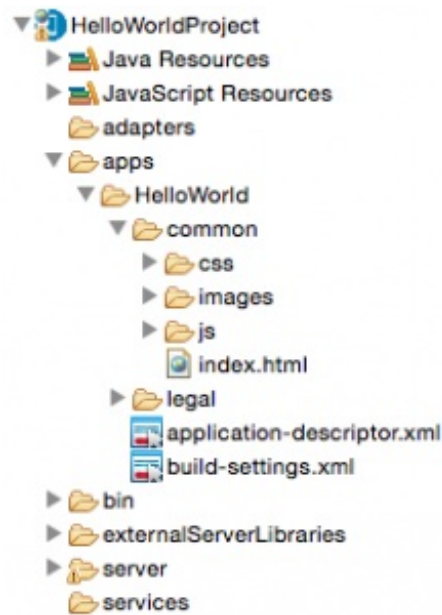 HelloWorldProject
Java Resources
JavaScript Resources
adapters
apps
HelloWorld
common
css
images
js
index.html
legal
application-descriptor.xml
build-settings.xml
bin
externalServerLibraries
server
services